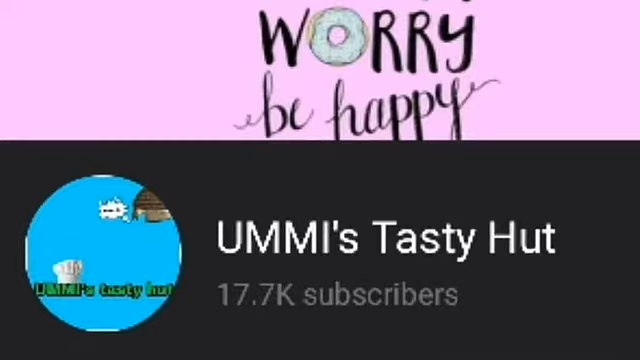 WORRY
be happy
UMMI's Tasty Hut
17.7K subscribers
UMMI's tasty hut